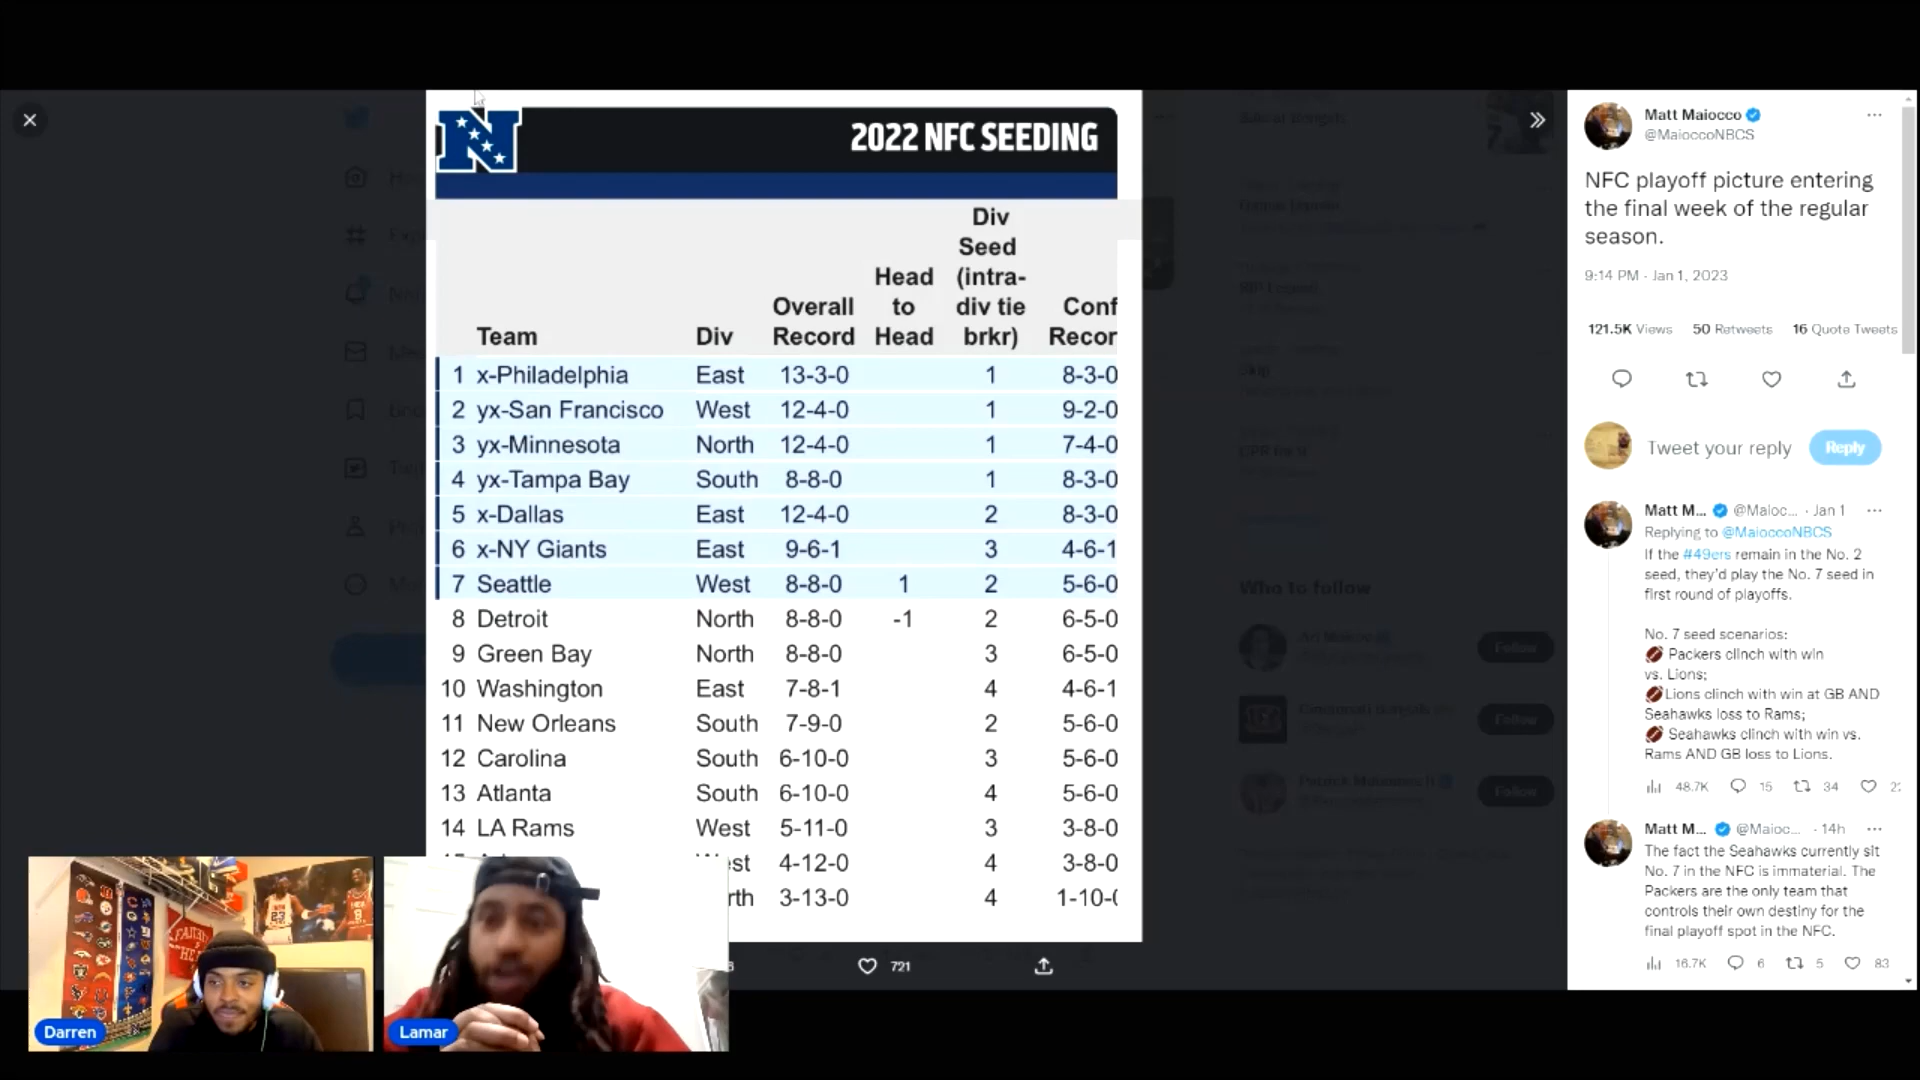 2022 NFC SEEDING
Div
Seed
Head (intra-
Overall to div tie Conf
Team Div Record Head brkr) Recor
1 x-Philadelphia East 13-3-0 1 8-3-0
2 yx-San Francisco West 12-4-0 1 9-2-0
3 yx-Minnesota North 12-4-0 1 7-4-0
4 yx-Tampa Bay South 8-8-0 1 8-3-0
5 x-Dallas East 12-4-0 2 8-3-0
6 x-NY Giants East 9-6-1 3 4-6-1
7 Seattle West 8-8-0 1 2 5-6-0
8 Detroit North 8-8-0 -1 2 6-5-0
9 Green Bay North 8-8-0 3 6-5-0
10 Washington East 7-8-1 4 4-6-1
11 New Orleans South 7-9-0 2 5-6-0
12 Carolina South 6-10-0 3 5-6-0
13 Atlanta South 6-10-0 4 5-6-0
14 LA Rams West 5-11-0 3 3-8-0
4-12-0 4 3-8-0
3-13-0 4 1-10-0
721
Darren
Lamar
Who to follow
Follow
Follow
Follow
Matt Maiocco
@MaioccoNBCS
NFC playoff picture entering
the final week of the regular
season.
9:14 PM · Jan 1, 2023
121.5K Views 50 Retweets 16 Quote Tweets
Tweet your reply Reply
Matt M... @Maioc... · Jan 1
Replying to @MaioccoNBCS
If the #49ers remain in the No. 2
seed, they'd play the No. 7 seed in
first round of playoffs.
No. 7 seed scenarios:
🏈 Packers clinch with win
vs. Lions;
🏈Lions clinch with win at GB AND
Seahawks loss to Rams;
🏈 Seahawks clinch with win vs.
Rams AND GB loss to Lions.
48.7K 15 34
Matt M... @Maioc... · 14h
The fact the Seahawks currently sit
No. 7 in the NFC is immaterial. The
Packers are the only team that
controls their own destiny for the
final playoff spot in the NFC.
16.7K 6 5 83